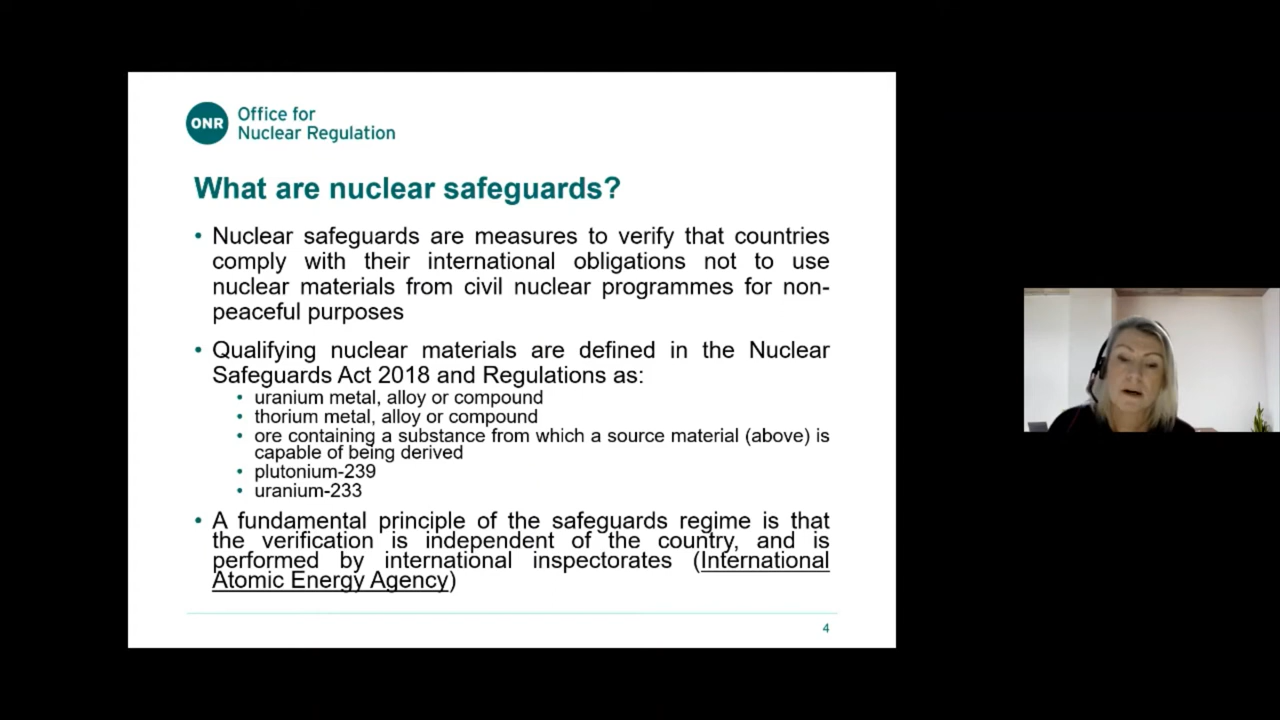 ONR
Office for
Nuclear Regulation
What are nuclear safeguards?
• Nuclear safeguards are measures to verify that countries
comply with their international obligations not to use
nuclear materials from civil nuclear programmes for non-
peaceful purposes
• Qualifying nuclear materials are defined in the Nuclear
Safeguards Act 2018 and Regulations as:
• uranium metal, alloy or compound
• thorium metal, alloy or compound
• ore containing a substance from which a source material (above) is
capable of being derived
• plutonium-239
• uranium-233
• A fundamental principle of the safeguards regime is that
the verification is independent of the country, and is
performed by international inspectorates (International
Atomic Energy Agency)
4